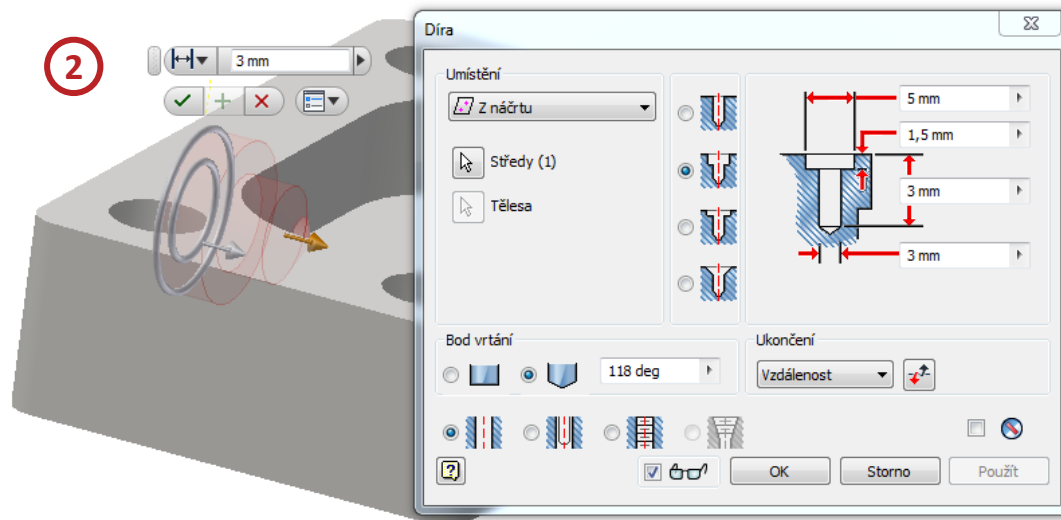 2
3 mm
Díra
Umístění
Z náčrtu
Středy (1)
Tělesa
5 mm
1,5 mm
3 mm
3 mm
Bod vrtání
118 deg
Ukončení
Vzdálenost
OK
Storno
Použít